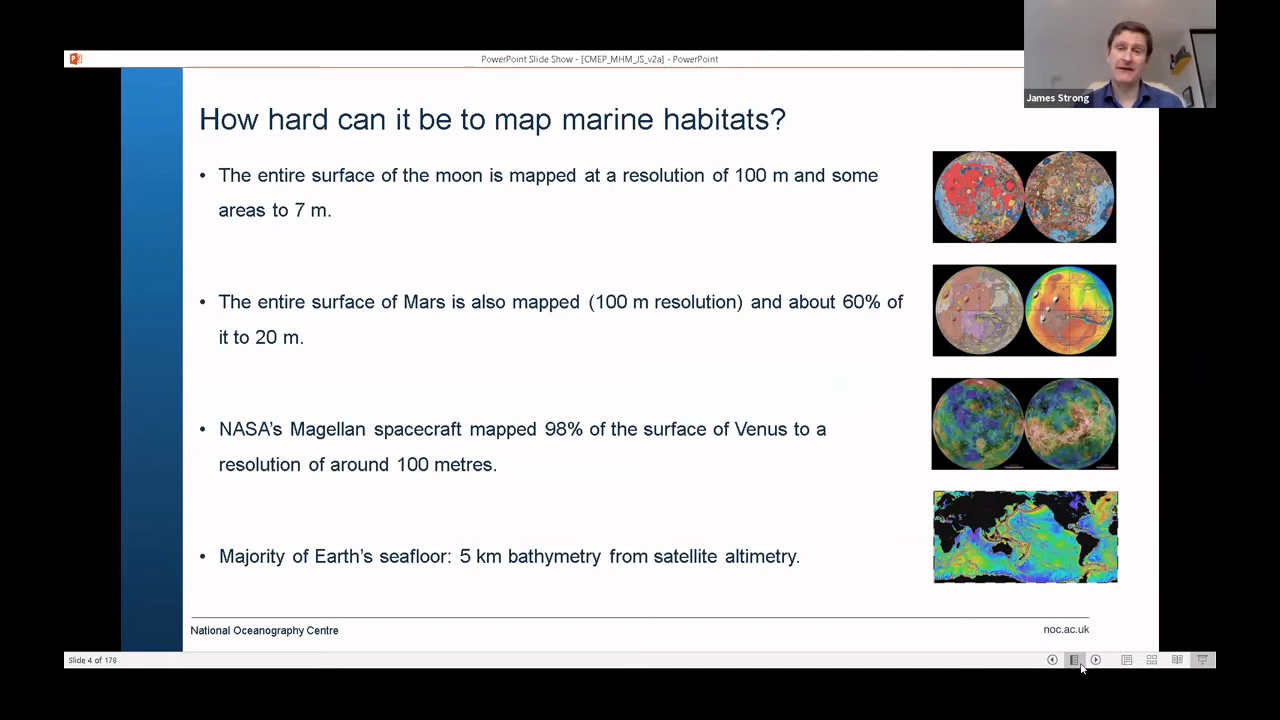 PowerPoint Slide Show - [CMEP_MHM_JS_v2a] - PowerPoint
James Strong
How hard can it be to map marine habitats?
• The entire surface of the moon is mapped at a resolution of 100 m and some
areas to 7 m.
• The entire surface of Mars is also mapped (100 m resolution) and about 60% of
it to 20 m.
• NASA's Magellan spacecraft mapped 98% of the surface of Venus to a
resolution of around 100 metres.
• Majority of Earth's seafloor: 5 km bathymetry from satellite altimetry.
National Oceanography Centre
noc.ac.uk
Slide 4 of 178